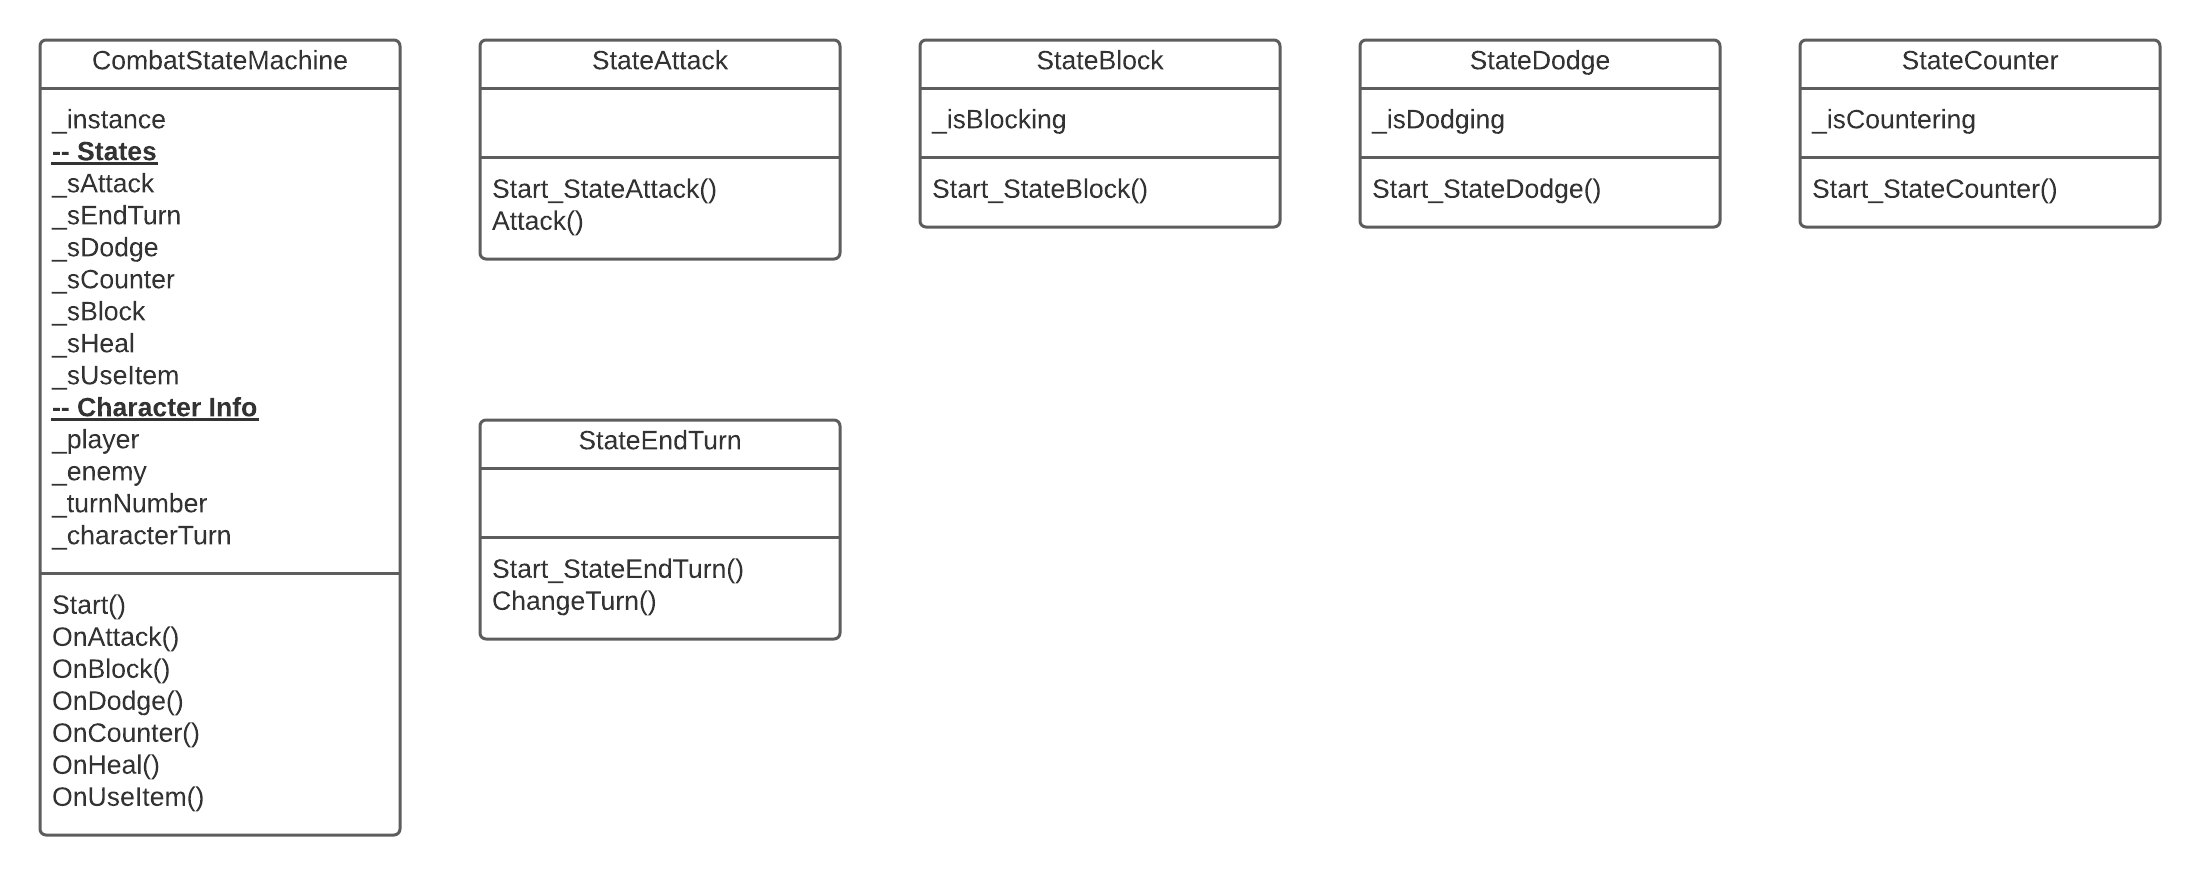 CombatStateMachine
_instance
-- States
_sAttack
_sEndTurn
_sDodge
_sCounter
_sBlock
_sHeal
_sUseItem
-- Character Info
_player
_enemy
_turnNumber
_characterTurn
Start()
OnAttack()
OnBlock()
OnDodge()
OnCounter()
OnHeal()
OnUseItem()
StateAttack
Start_StateAttack()
Attack()
StateBlock
_isBlocking
Start_StateBlock()
StateDodge
_isDodging
Start_StateDodge()
StateCounter
_isCountering
Start_StateCounter()
StateEndTurn
Start_StateEndTurn()
ChangeTurn()